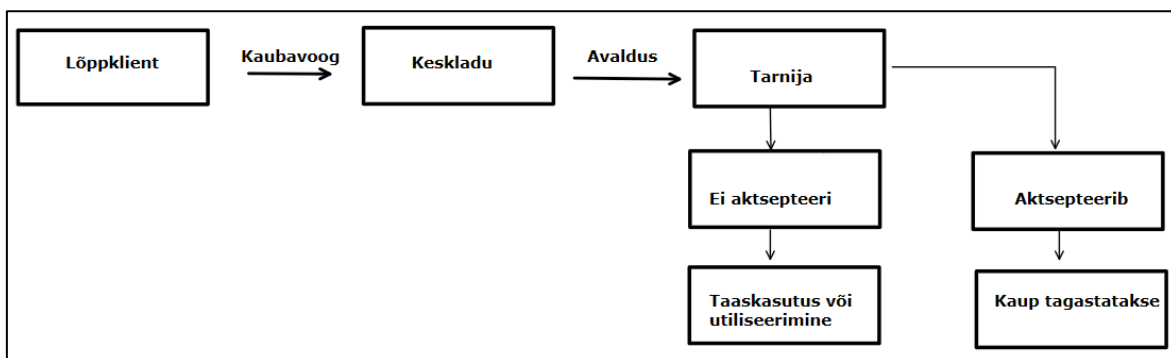 Lõppklient
Kaubavoog
Keskladu
Avaldus
Tarnija
Ei aktsepteeri
Aktsepteerib
Taaskasutus või
utiliseerimine
Kaup tagastatakse